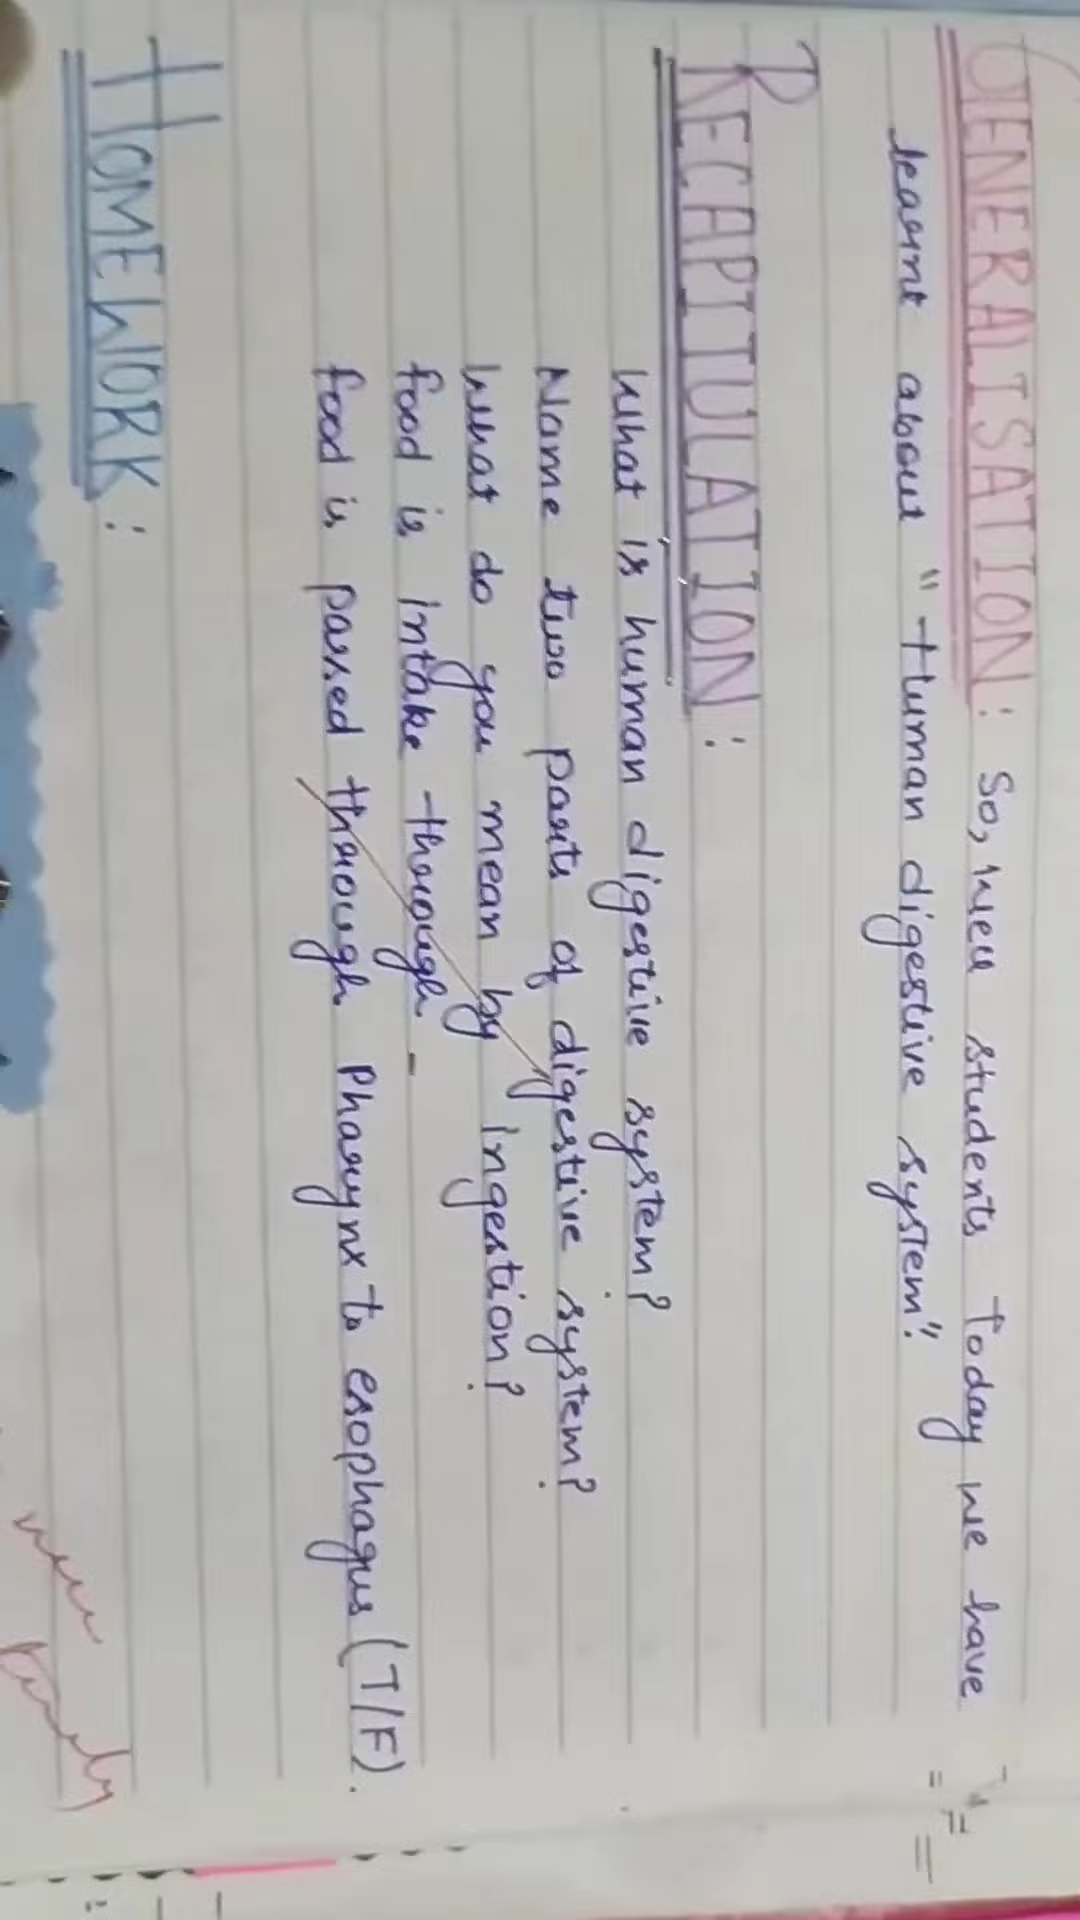 GENERALISATION: So, well students Today we have
learnt about "Human digestive system".
RECAPITULATION:
What is human digestive system?
Name two parts of digestive system?
What do you mean by ingestion?
food is intake through -
food is passed through Pharynx to esophagus (T/F).
HOMEWORK: